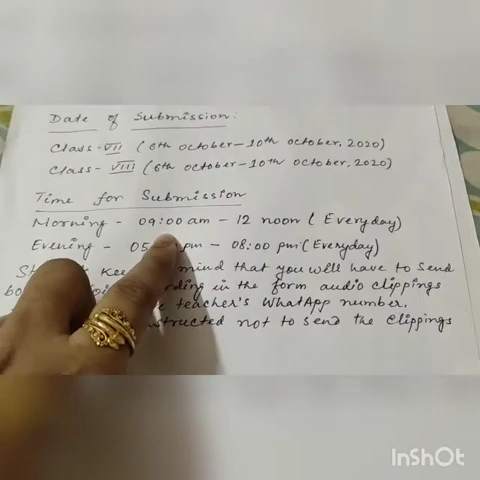 Date of Submission:
Class-VII (6th october-10th october, 2020)
Class- VIII (6th october-10th october, 2020)
Time for Submission
Morning - 09:00 am - 12 noon ( Everyday)
Evening - 05 pm - 08:00 pm (Everyday)
mind that you will have to send
in the form audio clippings
teacher's WhatApp number.
not to send the clippings
InShOt